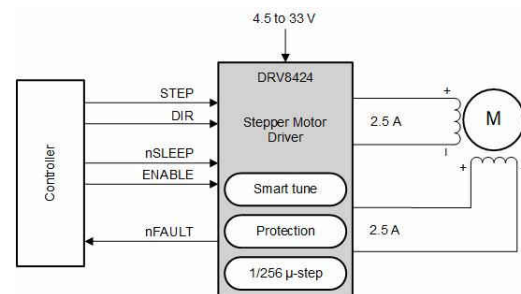 4.5 to 33 V
DRV8424
Stepper Motor
Driver
Controller
STEP
DIR
nSLEEP
ENABLE
nFAULT
Smart tune
Protection
1/256 µ-step
+
2.5 A
-
M
+
-
2.5 A